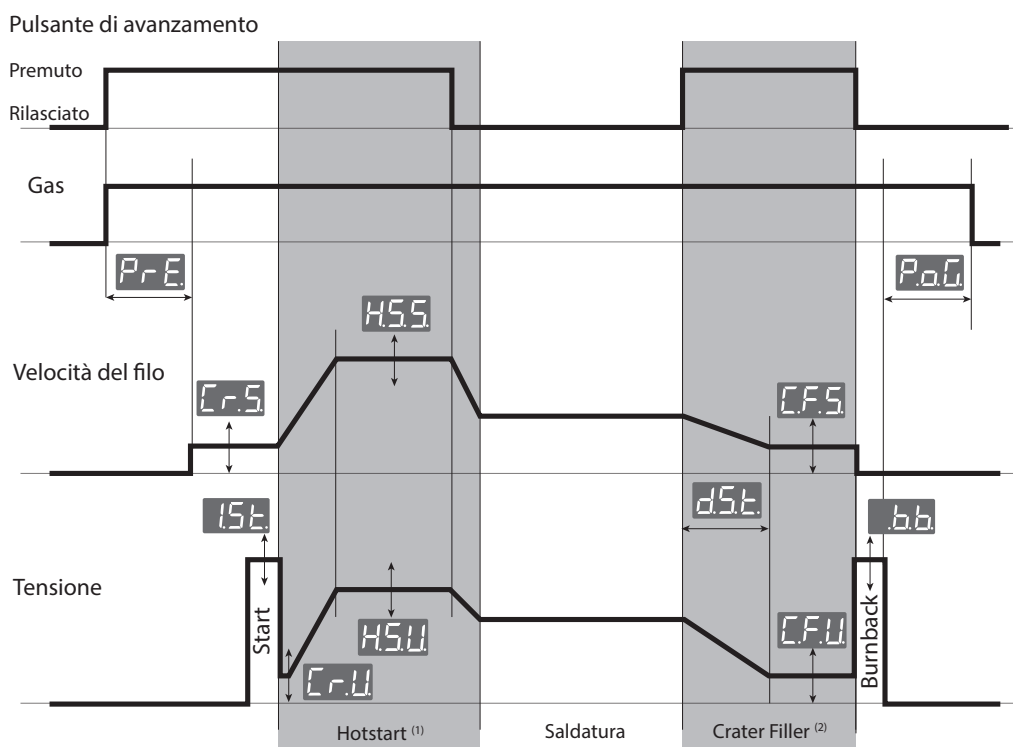 Pulsante di avanzamento
Premuto
Rilasciato
Gas
PrE.
P.o.G.
H.S.S.
Velocità del filo
Cr.S.
C.F.S.
I.St.
d.S.t.
.b.b.
Tensione
Start
H.S.U.
C.F.U.
Burnback
Cr.U.
Hotstart (1)
Saldatura
Crater Filler (2)